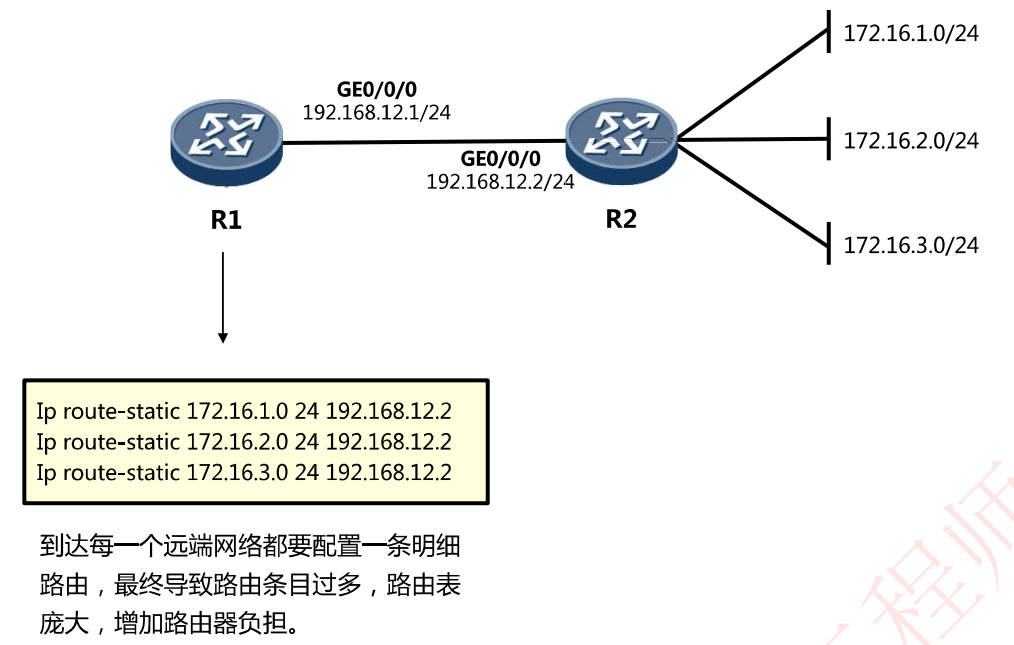 172.16.1.0/24
GE0/0/0
192.168.12.1/24
172.16.2.0/24
GE0/0/0
192.168.12.2/24
R1
R2
172.16.3.0/24
Ip route-static 172.16.1.0 24 192.168.12.2
Ip route-static 172.16.2.0 24 192.168.12.2
Ip route-static 172.16.3.0 24 192.168.12.2
到达每一个远端网络都要配置一条明细
路由，最终导致路由条目过多，路由表
庞大，增加路由器负担。
程师